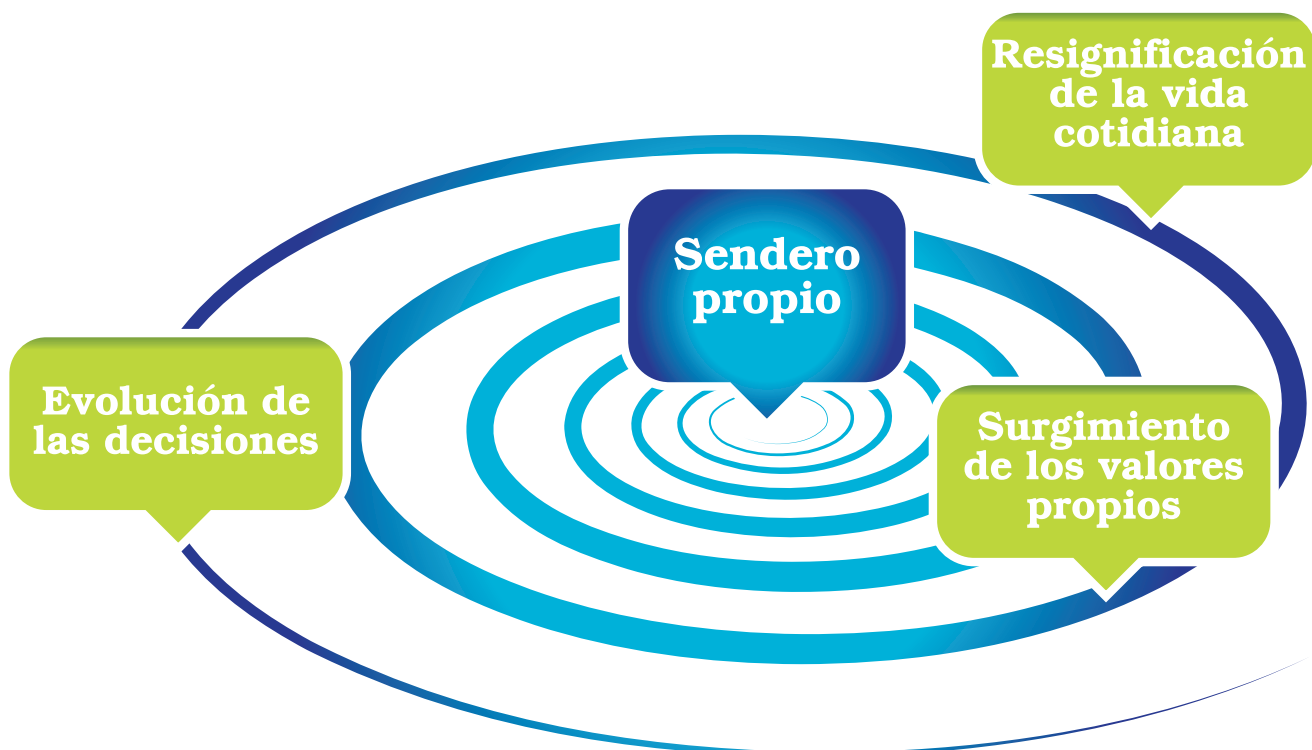 Resignificación
de la vida
cotidiana
Sendero
propio
Evolución de
las decisiones
Surgimiento
de los valores
propios